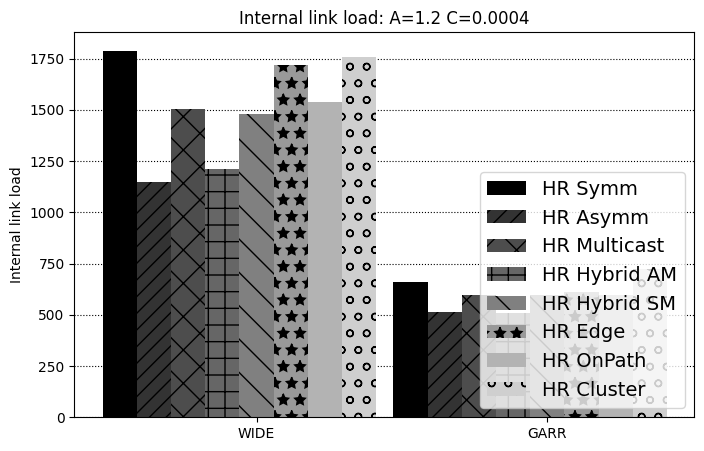 Internal link load: A=1.2 C=0.0004
Internal link load
1750
1500
1250
1000
750
500
250
0
WIDE
GARR
HR Symm
HR Asymm
HR Multicast
HR Hybrid AM
HR Hybrid SM
HR Edge
HR OnPath
HR Cluster